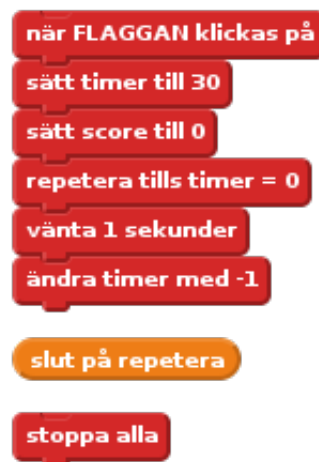 när FLAGGAN klickas på
sätt timer till 30
sätt score till 0
repetera tills timer = 0
vänta 1 sekunder
ändra timer med -1
slut på repetera
stoppa alla